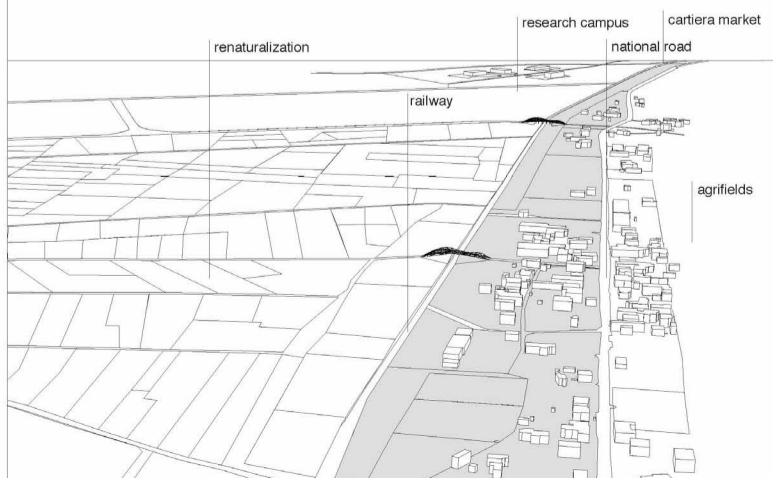 cartiera market
research campus
renaturalization
national road
railway
agrifields